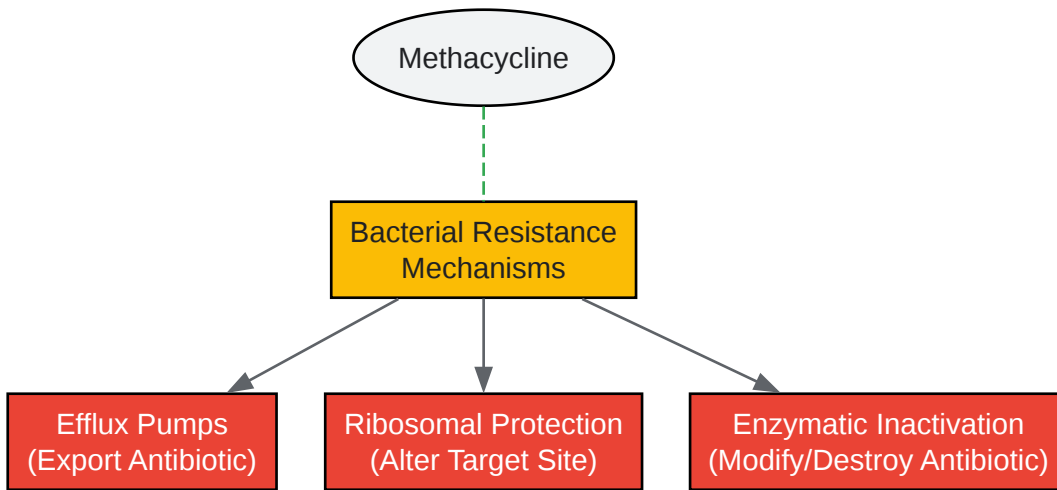 Methacycline
Bacterial Resistance
Mechanisms
Efflux Pumps
(Export Antibiotic)
Ribosomal Protection
(Alter Target Site)
Enzymatic Inactivation
(Modify/Destroy Antibiotic)